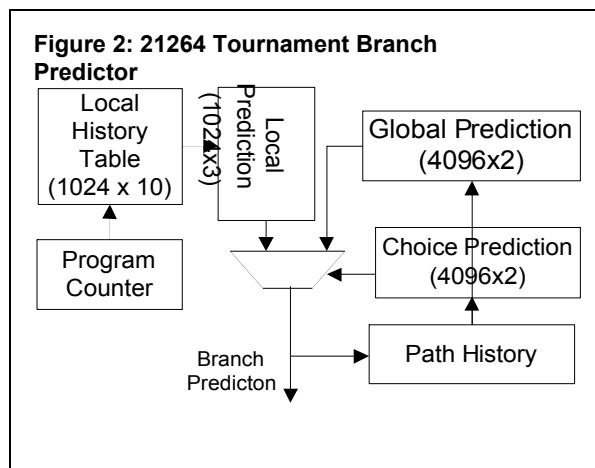 Figure 2: 21264 Tournament Branch
Predictor
Local
History
Table
(1024 x 10)
Local
Prediction
(1024x3)
Global Prediction
(4096x2)
Program
Counter
Choice Prediction
(4096x2)
Path History
Branch
Predicton